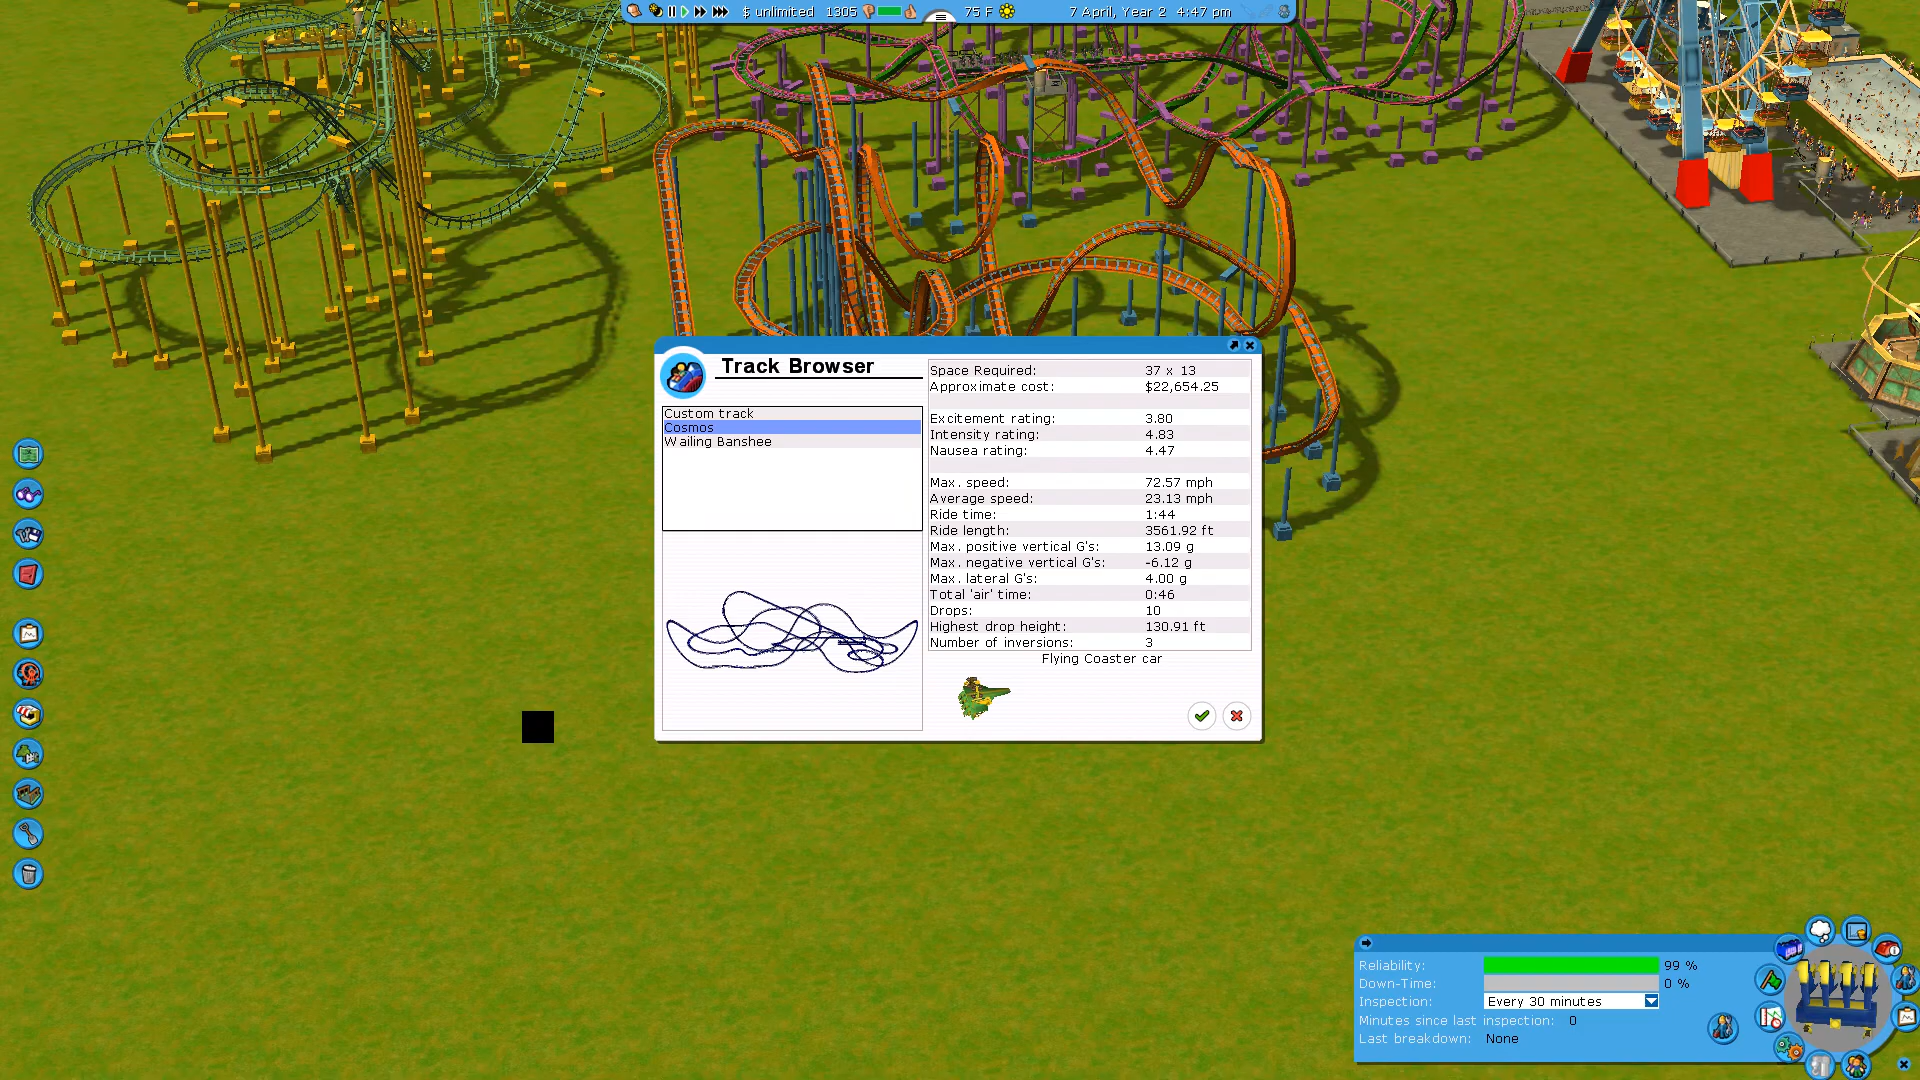 $ unlimited 1305 75 F 7 April, Year 2 4:47 pm
Track Browser
Custom track
Cosmos
Wailing Banshee
Space Required: 37 x 13
Approximate cost: $22,654.25
Excitement rating: 3.80
Intensity rating: 4.83
Nausea rating: 4.47
Max. speed: 72.57 mph
Average speed: 23.13 mph
Ride time: 1:44
Ride length: 3561.92 ft
Max. positive vertical G's: 13.09 g
Max. negative vertical G's: -6.12 g
Max. lateral G's: 4.00 g
Total 'air' time: 0:46
Drops: 10
Highest drop height: 130.91 ft
Number of inversions: 3
Flying Coaster car
Reliability: 99 %
Down-Time: 0 %
Inspection: Every 30 minutes
Minutes since last inspection: 0
Last breakdown: None